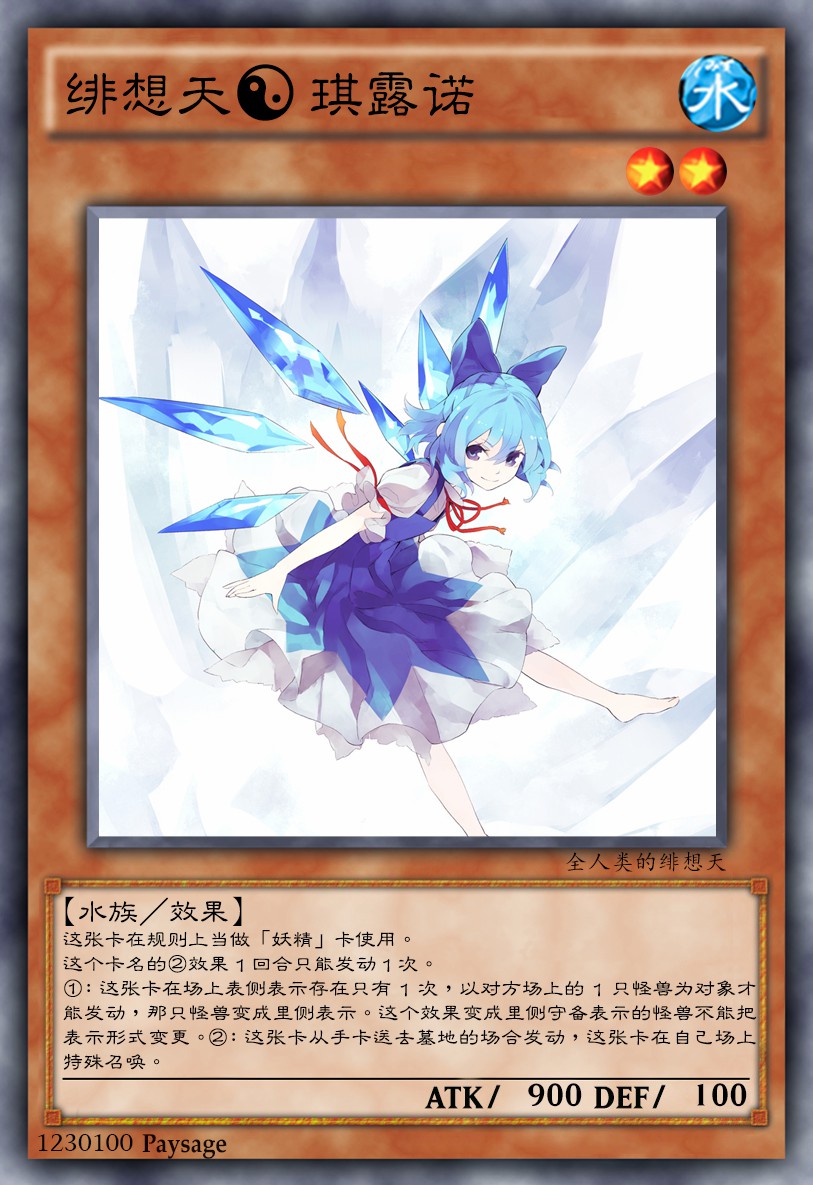 绯想天☯琪露诺
水
全人类的绯想天
【水族／效果】
这张卡在规则上当做「妖精」卡使用。
这个卡名的②效果1回合只能发动1次。
①：这张卡在场上表侧表示存在只有1次，以对方场上的1只怪兽为对象才
能发动，那只怪兽变成里侧表示。这个效果变成里侧守备表示的怪兽不能把
表示形式变更。②：这张卡从手卡送去墓地的场合发动，这张卡在自己场上
特殊召唤。
ATK/ 900 DEF/ 100
1230100 Paysage